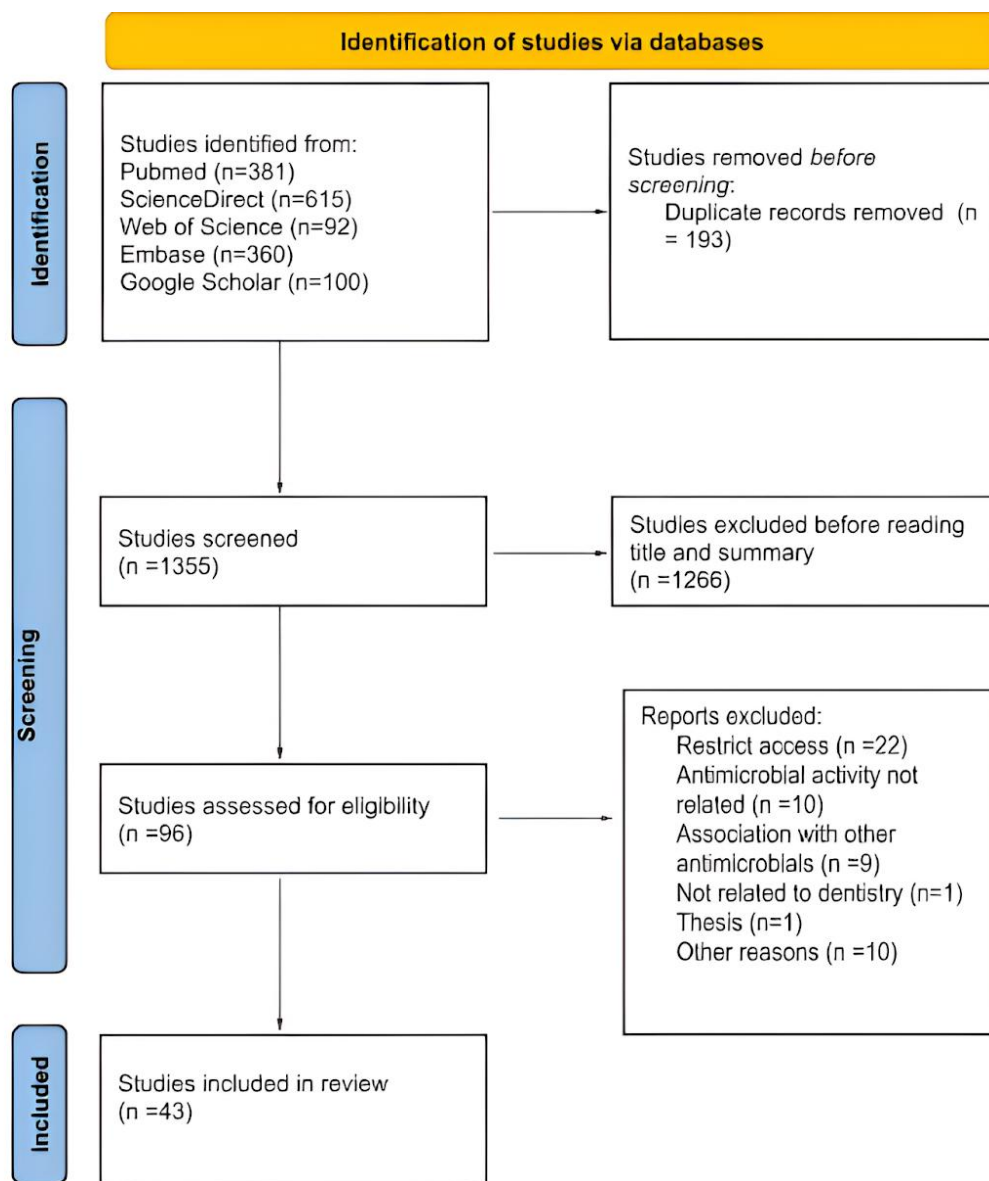 Identification of studies via databases
Identification
Studies identified from:
Pubmed (n=381)
ScienceDirect (n=615)
Web of Science (n=92)
Embase (n=360)
Google Scholar (n=100)
Studies removed before
screening:
Duplicate records removed (n
= 193)
Screening
Studies screened
(n =1355)
Studies excluded before reading
title and summary
(n =1266)
Studies assessed for eligibility
(n =96)
Reports excluded:
Restrict access (n =22)
Antimicrobial activity not
related (n =10)
Association with other
antimicrobials (n =9)
Not related to dentistry (n=1)
Thesis (n=1)
Other reasons (n =10)
Included
Studies included in review
(n =43)